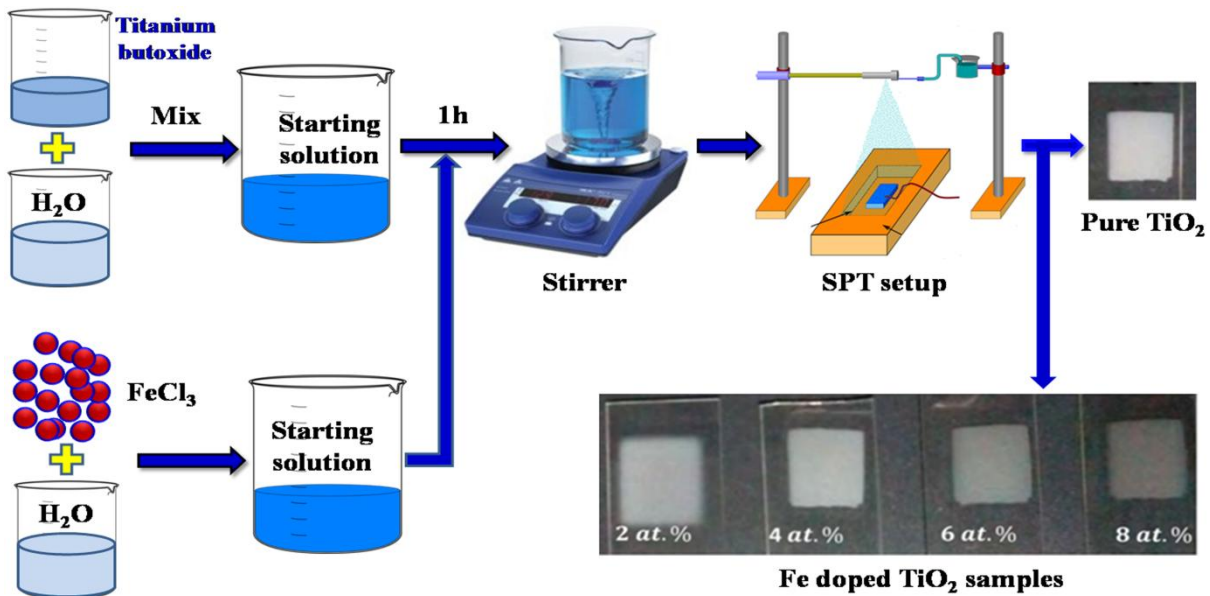 Titanium
butoxide
Mix
H₂O
Starting
solution
1h
Stirrer
SPT setup
Pure TiO₂
FeCl₃
H₂O
Starting
solution
2 at.%
4 at.%
6 at.%
8 at.%
Fe doped TiO₂ samples